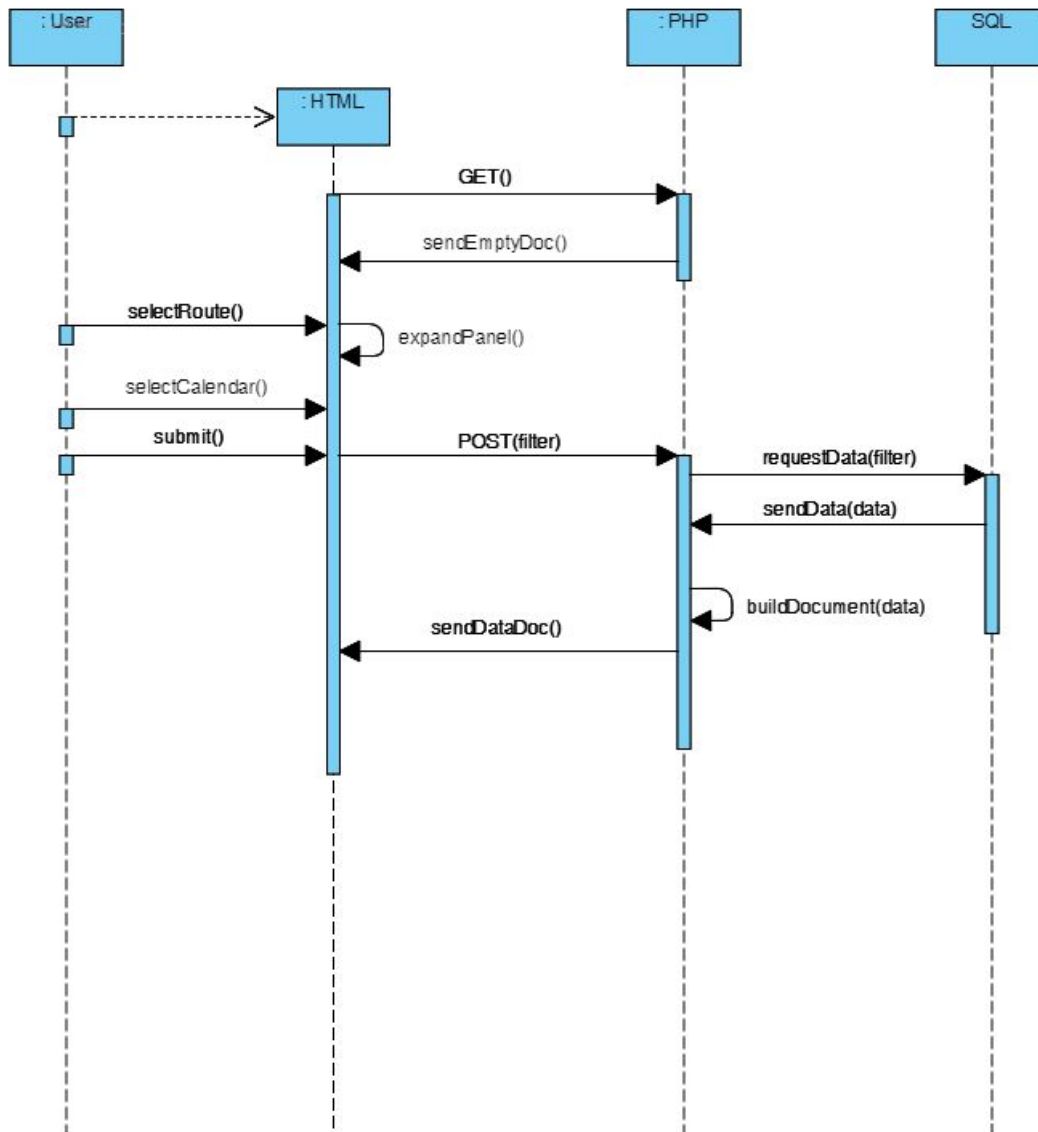 : User
: PHP
SQL
: HTML
GET()
sendEmptyDoc()
selectRoute()
expandPanel()
selectCalendar()
submit()
POST(filter)
requestData(filter)
sendData(data)
buildDocument(data)
sendDataDoc()